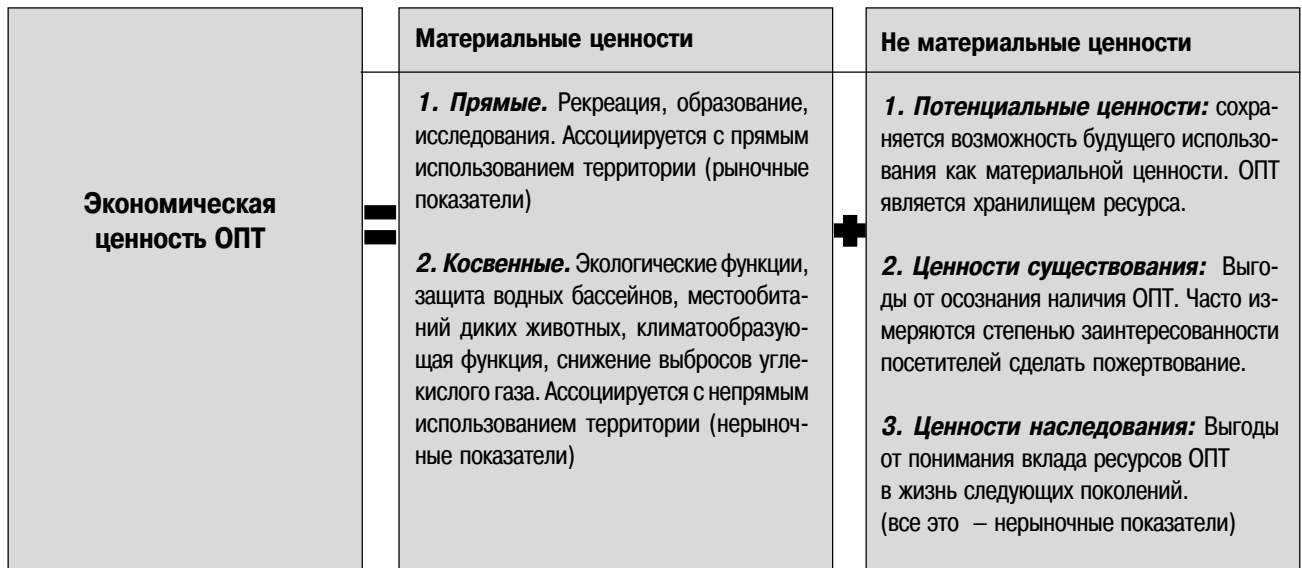 Экономическая
ценность ОПТ
Материальные ценности
1. Прямые. Рекреация, образование,
исследования. Ассоциируется с прямым
использованием территории (рыночные
показатели)
2. Косвенные. Экологические функции,
защита водных бассейнов, местообита-
ний диких животных, климатообразую-
щая функция, снижение выбросов угле-
кислого газа. Ассоциируется с непрямым
использованием территории (нерыноч-
ные показатели)
Не материальные ценности
1. Потенциальные ценности: сохра-
няется возможность будущего использо-
вания как материальной ценности. ОПТ
является хранилищем ресурса.
2. Ценности существования: Выго-
ды от осознания наличия ОПТ. Часто из-
меряются степенью заинтересованности
посетителей сделать пожертвование.
3. Ценности наследования: Выгоды
от понимания вклада ресурсов ОПТ
в жизнь следующих поколений.
(все это – нерыночные показатели)